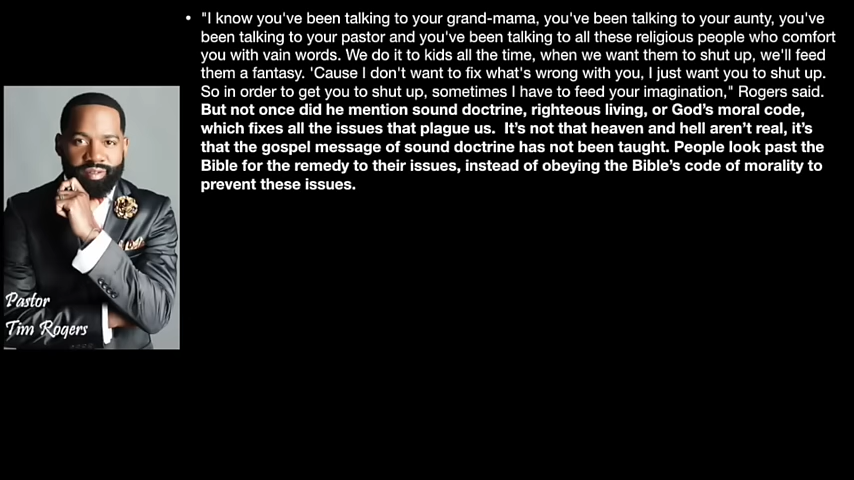 • "I know you've been talking to your grand-mama, you've been talking to your aunty, you've
been talking to your pastor and you've been talking to all these religious people who comfort
you with vain words. We do it to kids all the time, when we want them to shut up, we'll feed
them a fantasy. 'Cause I don't want to fix what's wrong with you, I just want you to shut up.
So in order to get you to shut up, sometimes I have to feed your imagination," Rogers said.
But not once did he mention sound doctrine, righteous living, or God's moral code,
which fixes all the issues that plague us. It's not that heaven and hell aren't real, it's
that the gospel message of sound doctrine has not been taught. People look past the
Bible for the remedy to their issues, instead of obeying the Bible's code of morality to
prevent these issues.
Pastor
Tim Rogers